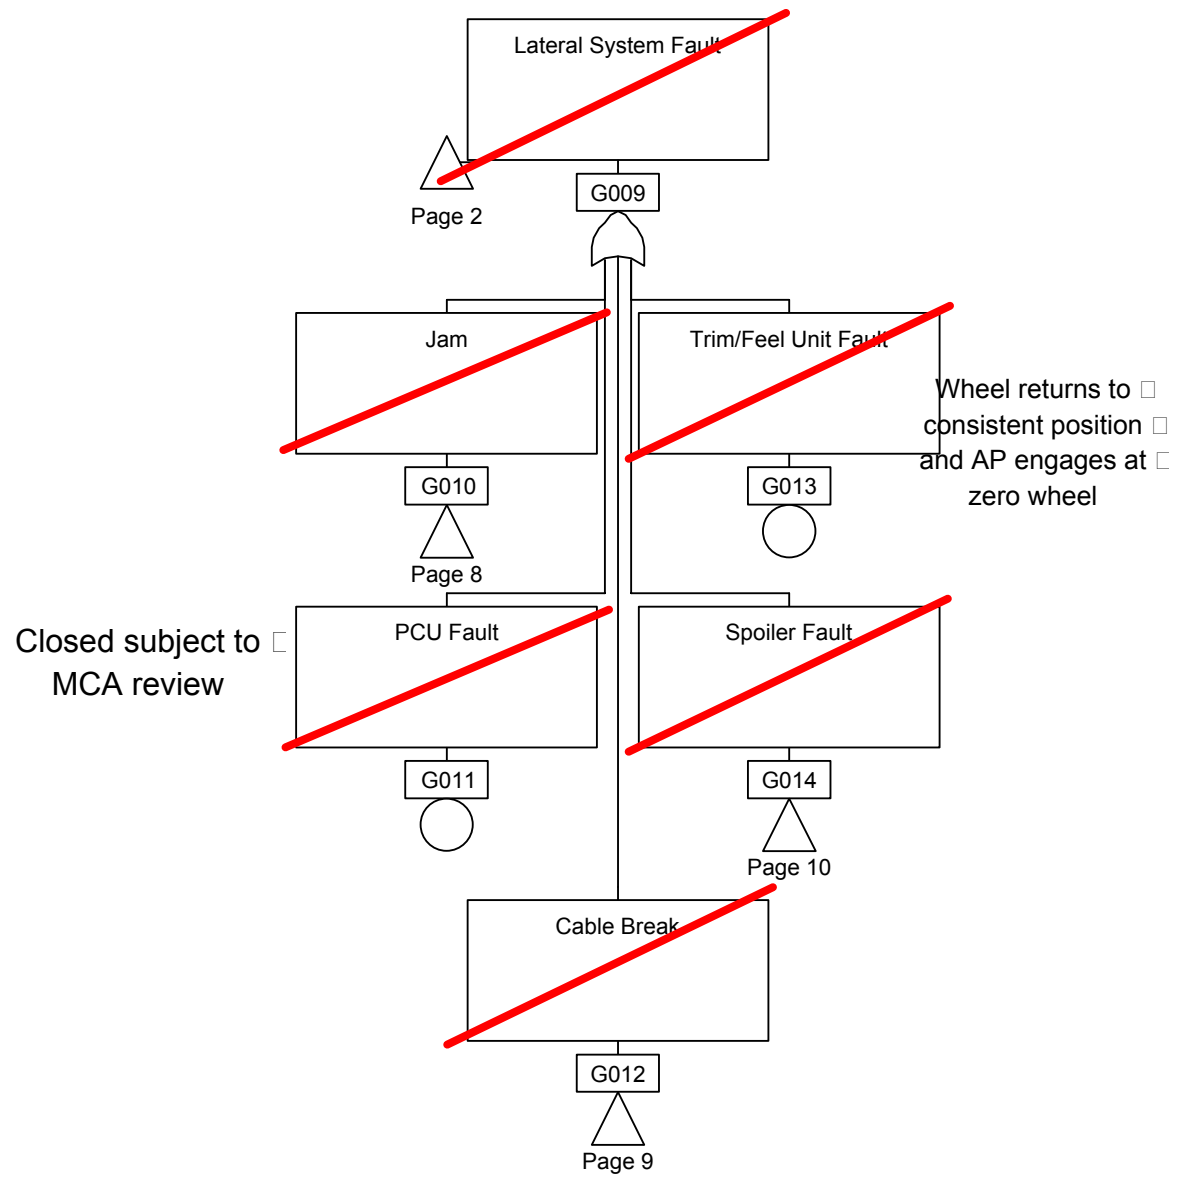 Lateral System Fault
G009
Page 2
Jam
Trim/Feel Unit Fault
Wheel returns to
consistent position
and AP engages at
zero wheel
G010
G013
Page 8
PCU Fault
Spoiler Fault
Closed subject to
MCA review
G011
G014
Page 10
Cable Break
G012
Page 9